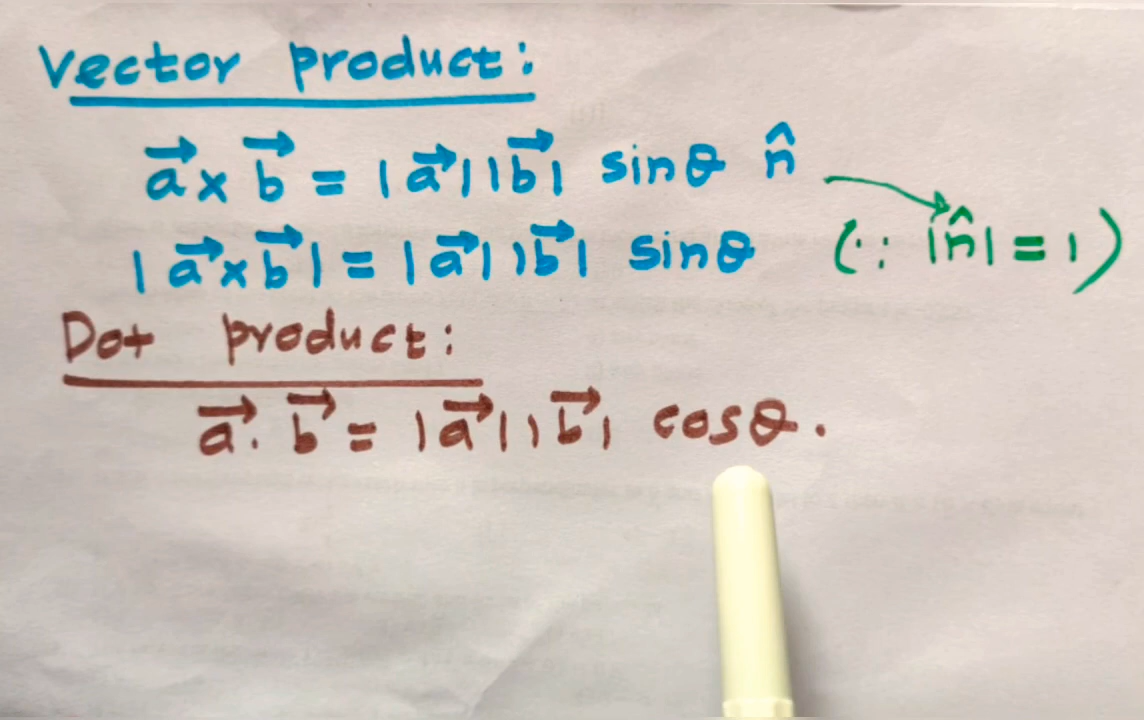 Vector product:
a⃗ × b⃗ = |a⃗||b⃗| sinθ n̂
|a⃗×b⃗| = |a⃗||b⃗| sinθ (∵ |n̂| = 1)
Dot product:
a⃗. b⃗ = |a⃗||b⃗| cosθ.